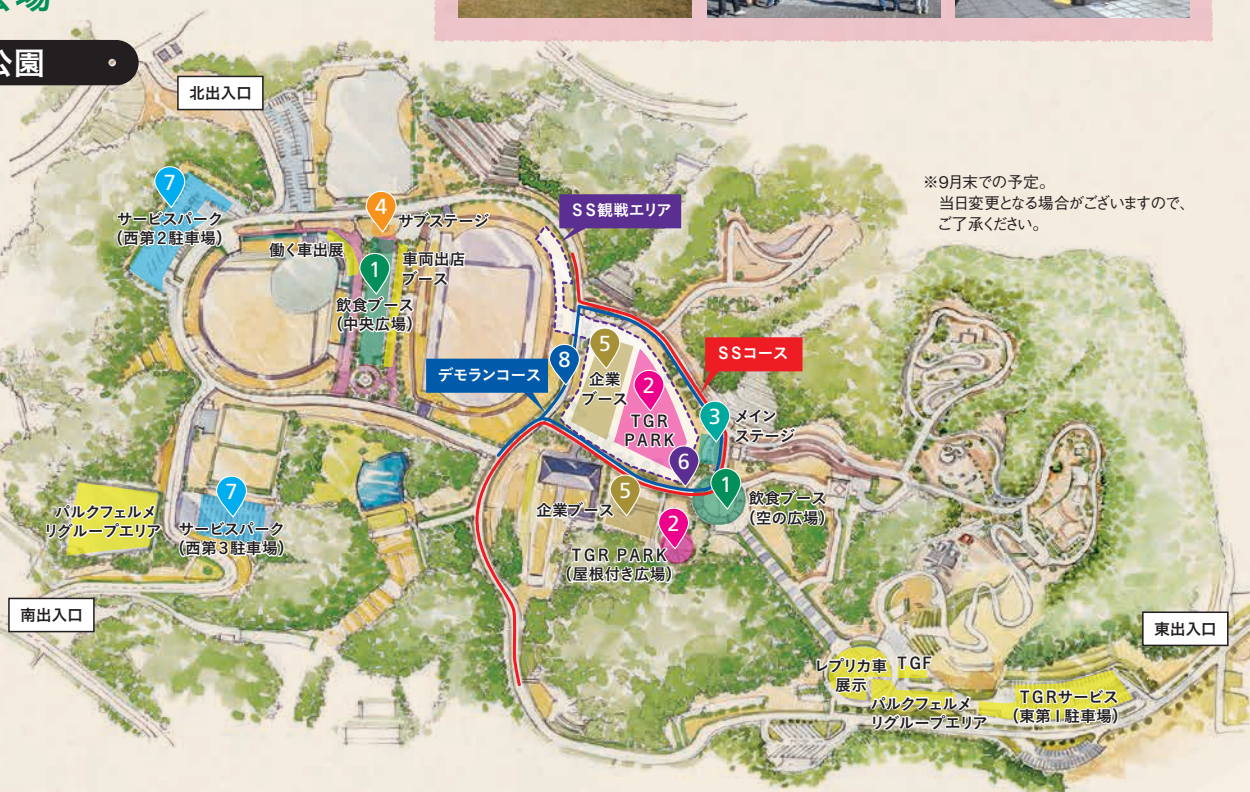 広場
公園
北出入口
※9月末での予定。
当日変更となる場合がございますので、
ご了承ください。
7
サービスパーク
(西第2駐車場)
4
サブステージ
SS観戦エリア
働く車出展
1
車両出店
ブース
飲食ブース
(中央広場)
デモランコース
8
5
企業
ブース
2
TGR
PARK
SSコース
3
メイン
ステージ
6
1
飲食ブース
(空の広場)
5
企業ブース
2
TGR PARK
(屋根付き広場)
パルクフェルメ
リグループエリア
7
サービスパーク
(西第3駐車場)
南出入口
東出入口
レプリカ車
展示
TGF
パルクフェルメ
リグループエリア
TGRサービス
(東第1駐車場)